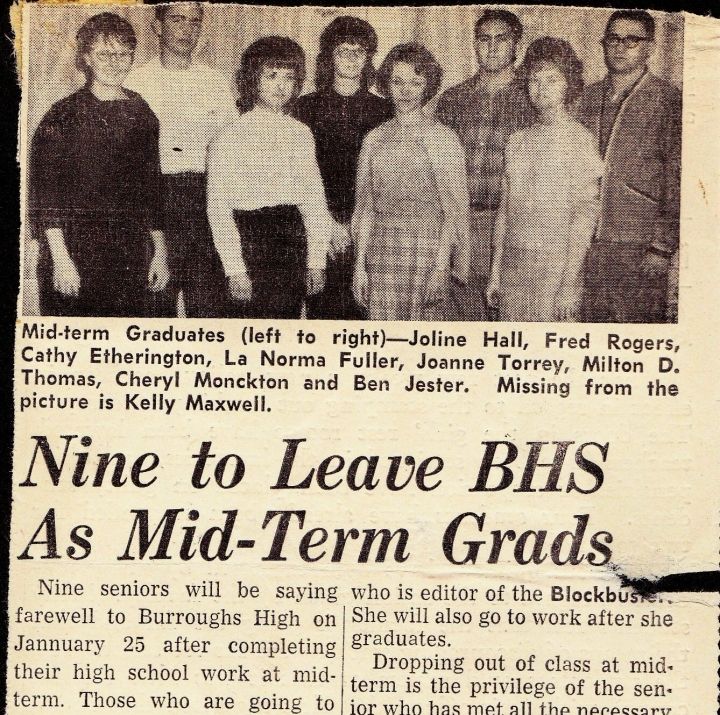 Mid-term Graduates (left to right)—Joline Hall, Fred Rogers,
Cathy Etherington, La Norma Fuller, Joanne Torrey, Milton D.
Thomas, Cheryl Monckton and Ben Jester. Missing from the
picture is Kelly Maxwell.
Nine to Leave BHS
As Mid-Term Grads
Nine seniors will be saying
farewell to Burroughs High on
Jannuary 25 after completing
their high school work at mid-
term. Those who are going to
who is editor of the Blockbuster.
She will also go to work after she
graduates.
Dropping out of class at mid-
term is the privilege of the sen-
ior who has met all the necessary